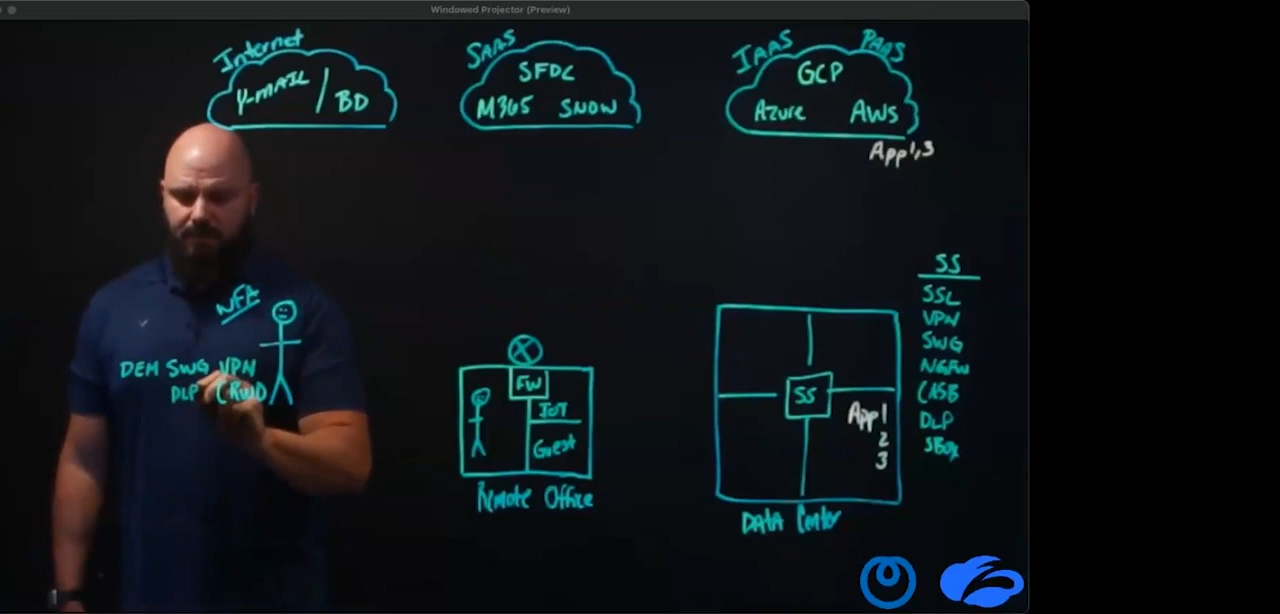 Windowed Projector (Preview)
Internet
Y-MAIL / BD
SAAS
SFDC
M365 SNOW
IAAS PAAS
GCP
Azure AWS
App 1,3
NFA
DEM SWG VPN
DLP CRWD
FW
IOT
Guest
Remote Office
SS
App 1
2
3
DATA Center
SS
SSL
VPN
SWG
NGFW
CASB
DLP
SBOX